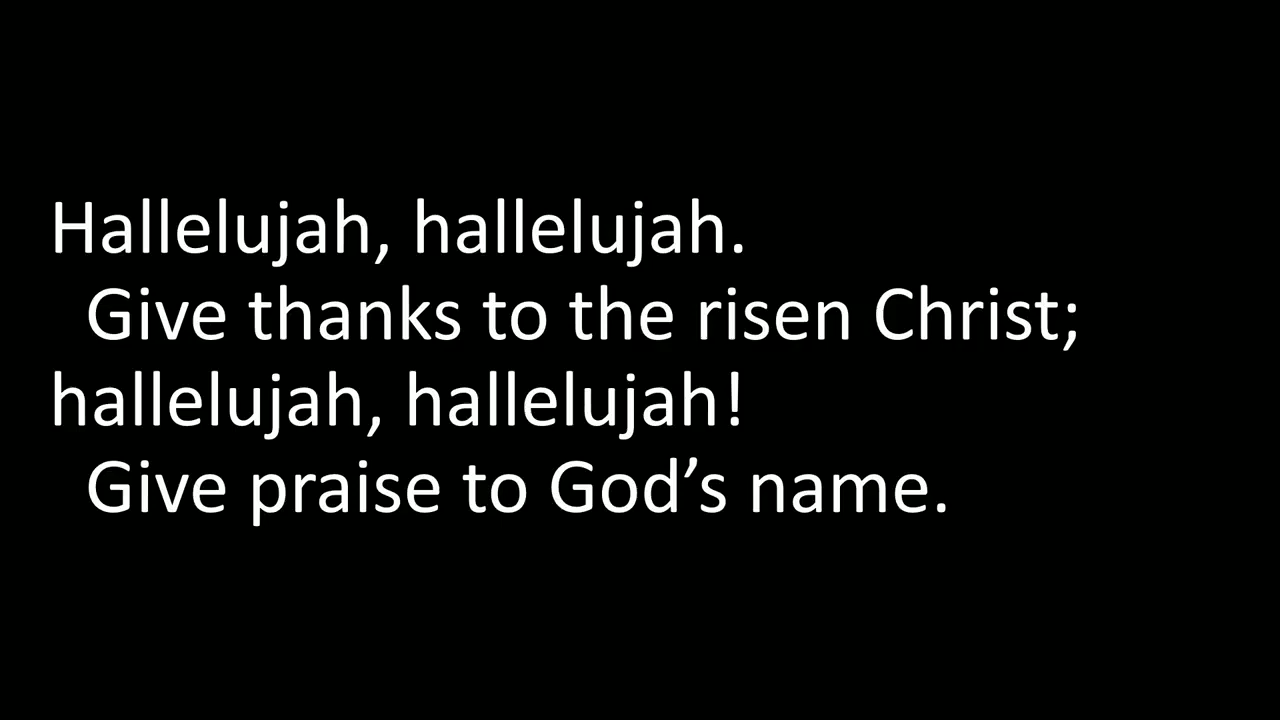 Hallelujah, hallelujah.
Give thanks to the risen Christ;
hallelujah, hallelujah!
Give praise to God’s name.